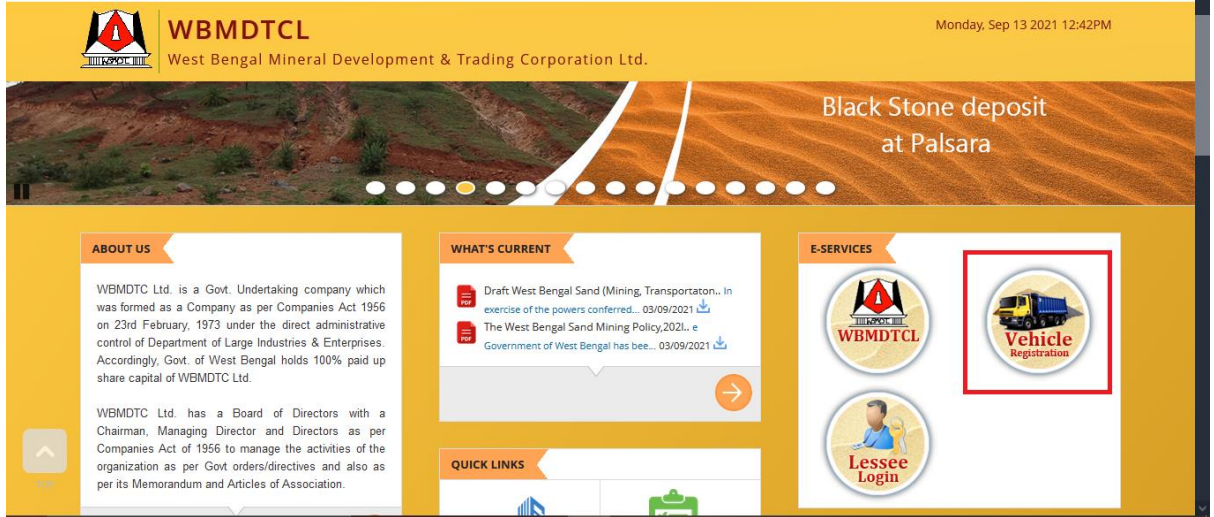 WBMDTCL
West Bengal Mineral Development & Trading Corporation Ltd.
Monday, Sep 13 2021 12:42PM
Black Stone deposit
at Palsara
ABOUT US
WBMDTC Ltd. is a Govt. Undertaking company which
was formed as a Company as per Companies Act 1956
on 23rd February, 1973 under the direct administrative
control of Department of Large Industries & Enterprises.
Accordingly, Govt. of West Bengal holds 100% paid up
share capital of WBMDTC Ltd.
WBMDTC Ltd. has a Board of Directors with a
Chairman, Managing Director and Directors as per
Companies Act of 1956 to manage the activities of the
organization as per Govt orders/directives and also as
per its Memorandum and Articles of Association.
WHAT'S CURRENT
PDF Draft West Bengal Sand (Mining, Transportaton.. In
exercise of the powers conferred... 03/09/2021
PDF The West Bengal Sand Mining Policy,202l.. e
Government of West Bengal has bee... 03/09/2021
QUICK LINKS
E-SERVICES
WBMDTCL
Vehicle
Registration
Lessee
Login